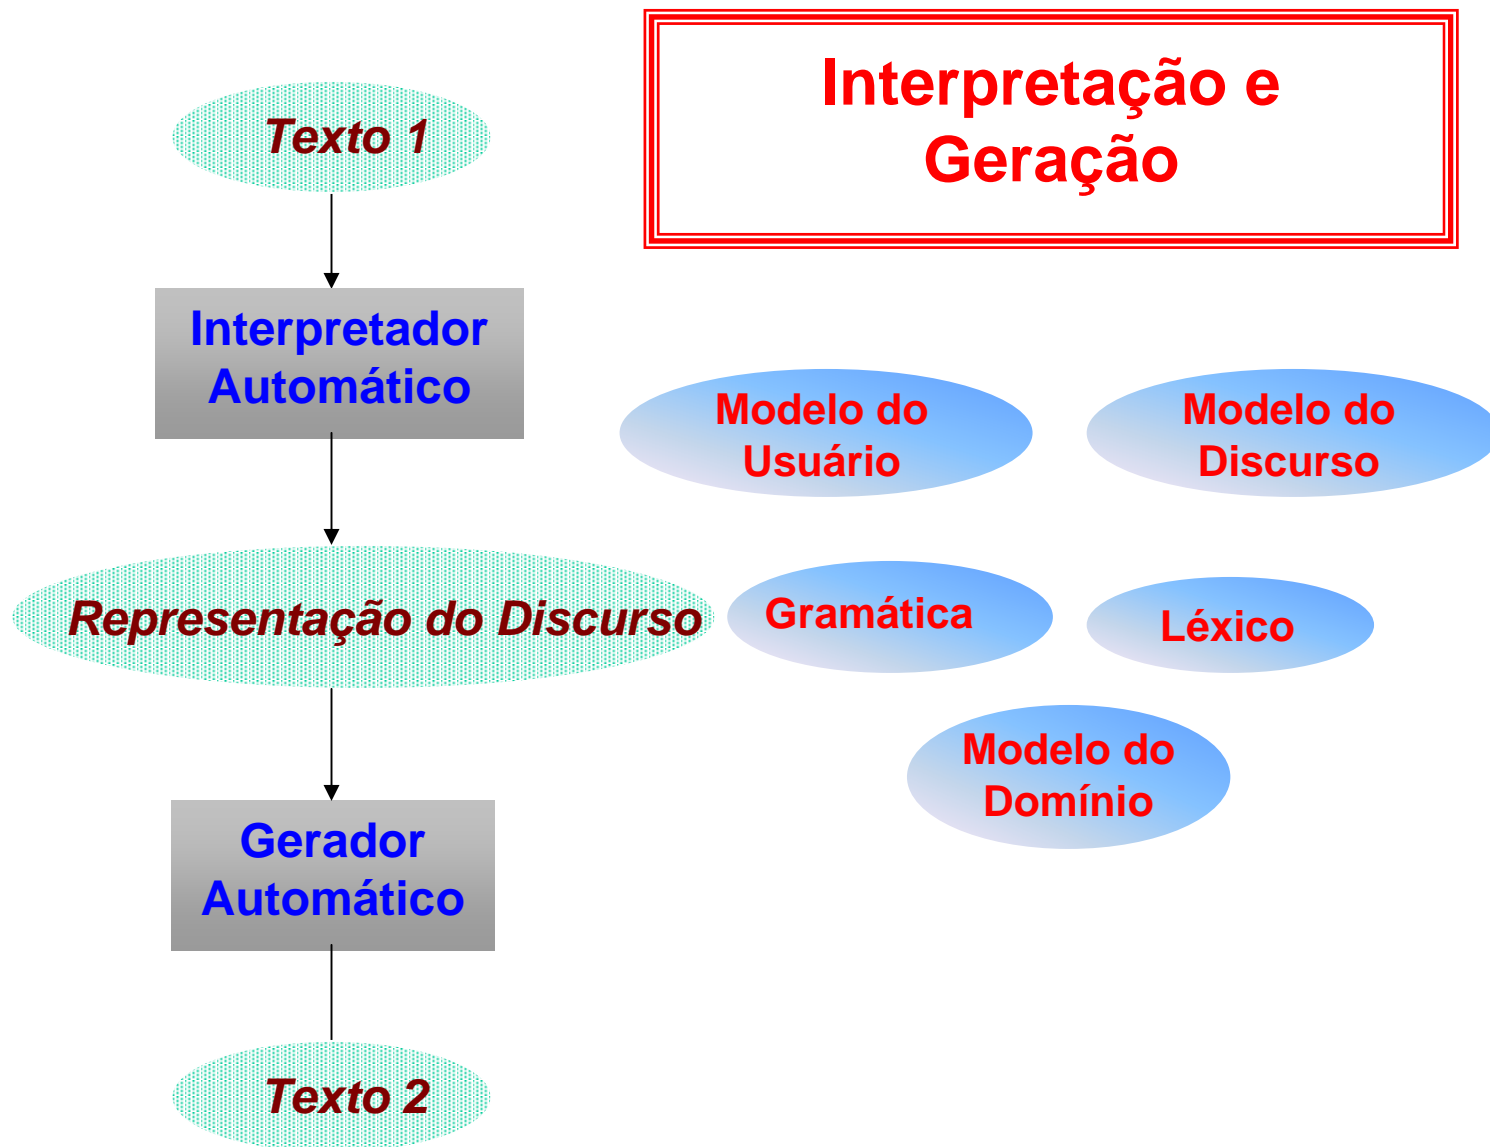 Interpretação e
Geração
Texto 1
Interpretador
Automático
Modelo do
Usuário
Modelo do
Discurso
Representação do Discurso
Gramática
Léxico
Modelo do
Domínio
Gerador
Automático
Texto 2